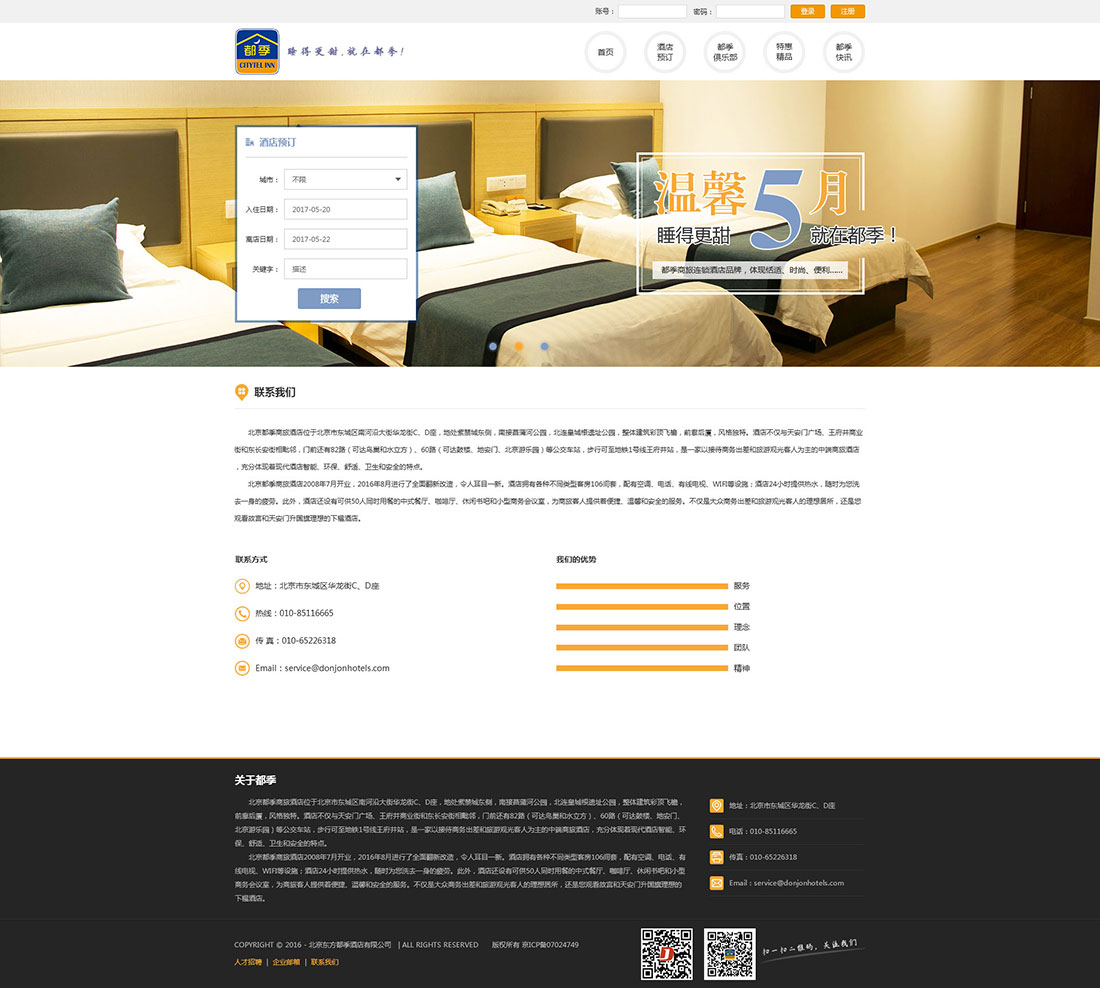 账号：
密码：
登录
注册
都季
CITYTEL INN
睡得更甜，就在都季！
首页
酒店
预订
都季
俱乐部
特惠
精品
都季
快讯
酒店预订
城市： 不限
入住日期： 2017-05-20
离店日期： 2017-05-22
关键字： 描述
搜索
温馨5月
睡得更甜 就在都季！
都季商旅连锁酒店品牌，体现恬适、时尚、便利......
联系我们
北京都季商旅酒店位于北京市东城区南河沿大街华龙街C、D座，地处紫禁城东侧，南接菖蒲河公园，北连皇城根遗址公园，整体建筑彩顶飞檐，前廊后厦，风格独特。酒店不仅与天安门广场、王府井商业
街和东长安街相毗邻，门前还有82路（可达鸟巢和水立方）、60路（可达鼓楼、地安门、北京游乐园）等公交车站，步行可至地铁1号线王府井站，是一家以接待商务出差和旅游观光客人为主的中端商旅酒店
，充分体现着现代酒店智能、环保、舒适、卫生和安全的特点。
北京都季商旅酒店2008年7月开业，2016年8月进行了全面翻新改造，令人耳目一新。酒店拥有各种不同类型客房106间套，配有空调、电话、有线电视、WIFI等设施；酒店24小时提供热水，随时为您洗
去一身的疲劳。此外，酒店还设有可供50人同时用餐的中式餐厅、咖啡厅、休闲书吧和小型商务会议室，为商旅客人提供着便捷、温馨和安全的服务。不仅是大众商务出差和旅游观光客人的理想居所，还是您
观看故宫和天安门升国旗理想的下榻酒店。
联系方式
地址：北京市东城区华龙街C、D座
热线：010-85116665
传 真：010-65226318
Email：service@donjonhotels.com
我们的优势
服务
位置
理念
团队
精神
关于都季
北京都季商旅酒店位于北京市东城区南河沿大街华龙街C、D座，地处紫禁城东侧，南接菖蒲河公园，北连皇城根遗址公园，整体建筑彩顶飞檐，
前廊后厦，风格独特。酒店不仅与天安门广场、王府井商业街和东长安街相毗邻，门前还有82路（可达鸟巢和水立方）、60路（可达鼓楼、地安门、
北京游乐园）等公交车站，步行可至地铁1号线王府井站，是一家以接待商务出差和旅游观光客人为主的中端商旅酒店，充分体现着现代酒店智能、环
保、舒适、卫生和安全的特点。
北京都季商旅酒店2008年7月开业，2016年8月进行了全面翻新改造，令人耳目一新。酒店拥有各种不同类型客房106间套，配有空调、电话、有
线电视、WIFI等设施；酒店24小时提供热水，随时为您洗去一身的疲劳。此外，酒店还设有可供50人同时用餐的中式餐厅、咖啡厅、休闲书吧和小型
商务会议室，为商旅客人提供着便捷、温馨和安全的服务。不仅是大众商务出差和旅游观光客人的理想居所，还是您观看故宫和天安门升国旗理想的
下榻酒店。
地址：北京市东城区华龙街C、D座
电话：010-85116665
传真：010-65226318
Email：service@donjonhotels.com
COPYRIGHT © 2016 - 北京东方都季酒店有限公司 | ALL RIGHTS RESERVED 版权所有 京ICP备07024749
人才招聘 | 企业邮箱 | 联系我们
扫一扫二维码，关注我们